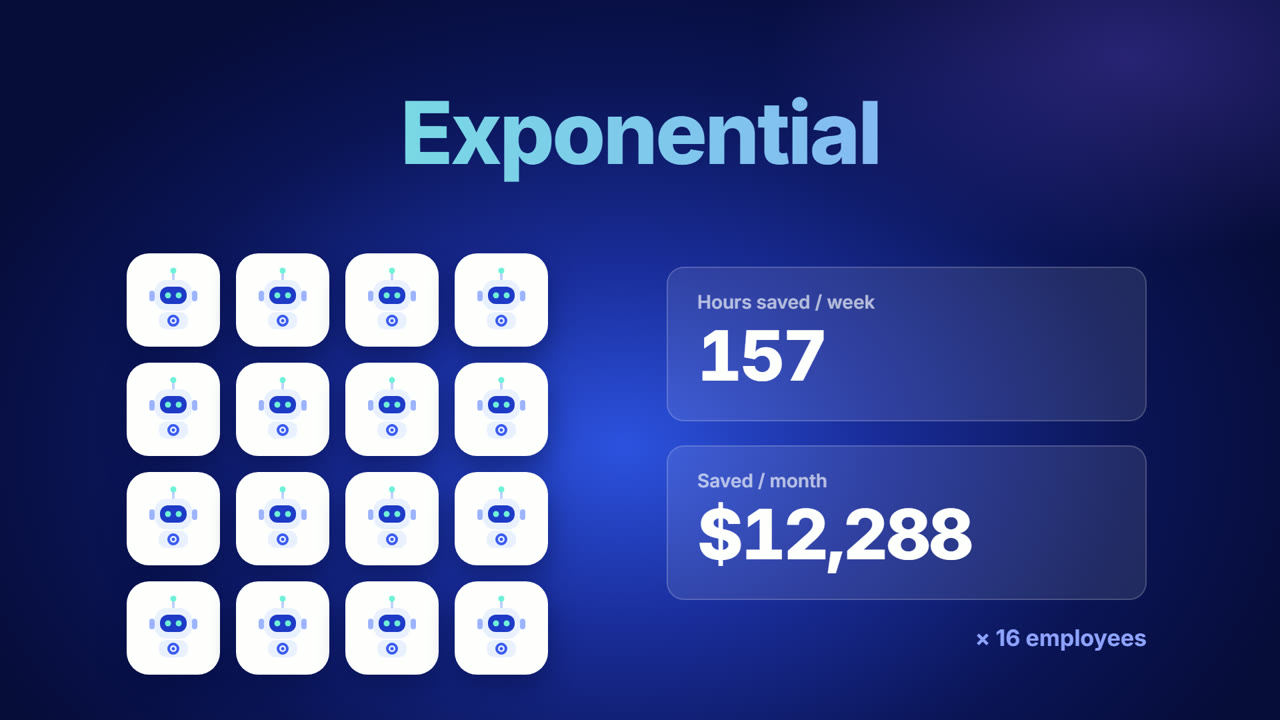 Exponential
Hours saved / week
157
Saved / month
$12,288
× 16 employees